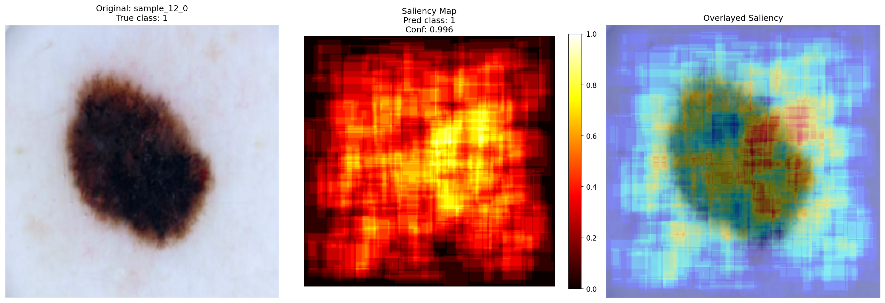 Original: sample_12_0
True class: 1
Saliency Map
Pred class: 1
Conf: 0.996
Overlayed Saliency
1.0
0.8
0.6
0.4
0.2
0.0